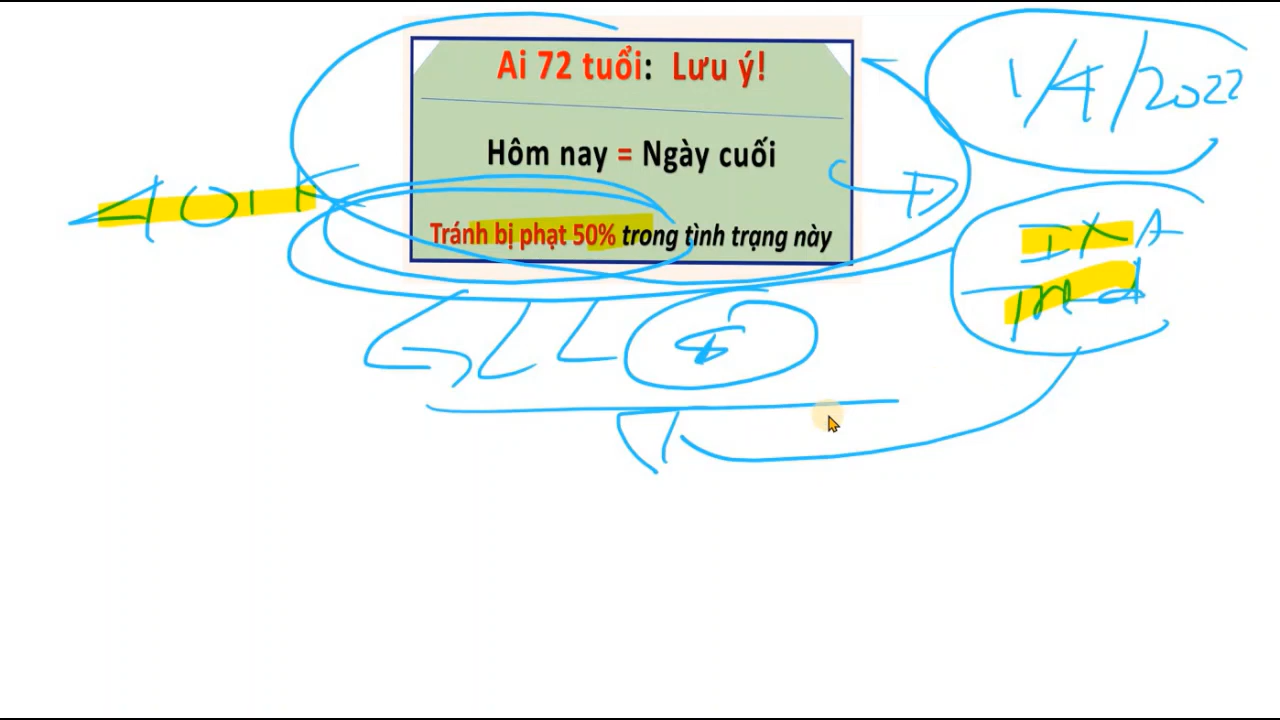 Ai 72 tuổi: Lưu ý!
Hôm nay = Ngày cuối
Tránh bị phạt 50% trong tình trạng này
1/4/2022
401K